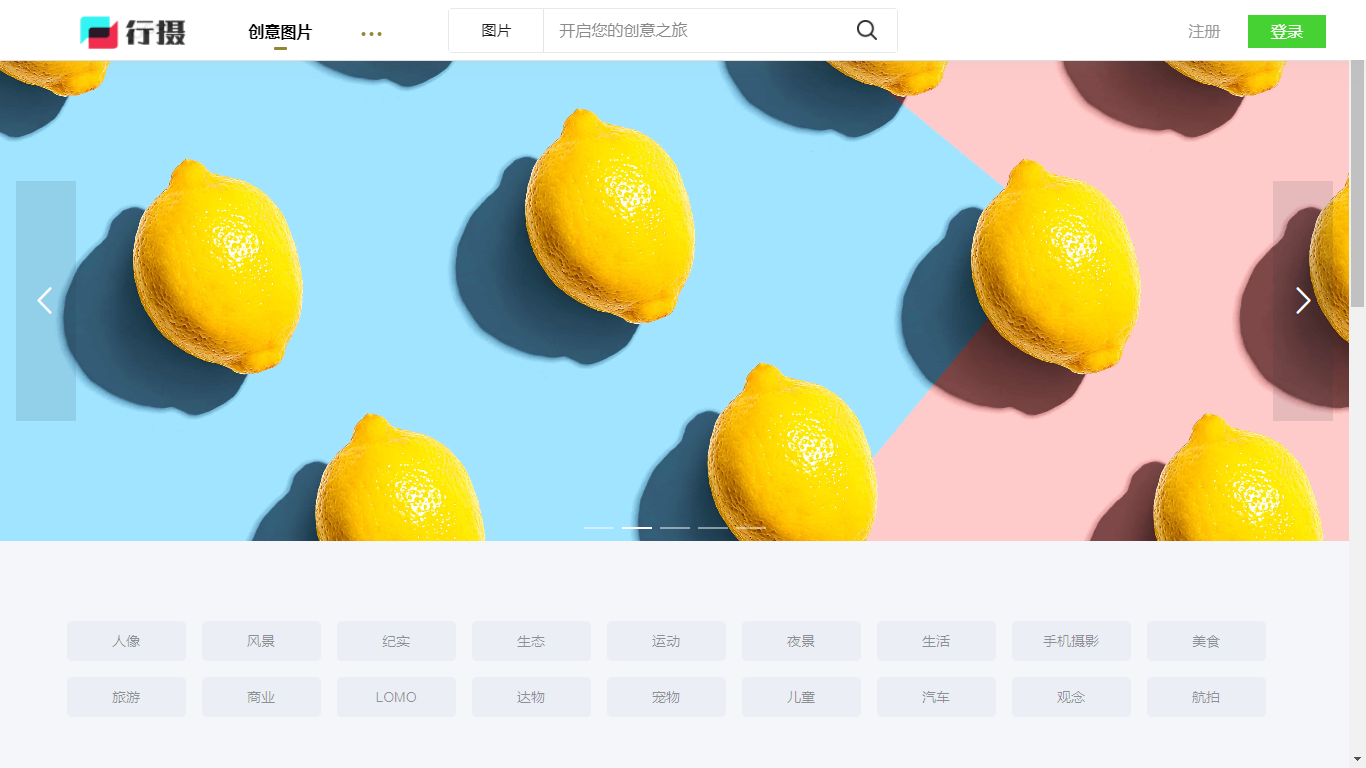 行摄
创意图片
图片
开启您的创意之旅
注册
登录
人像 风景 纪实 生态 运动 夜景 生活 手机摄影 美食
旅游 商业 LOMO 达物 宠物 儿童 汽车 观念 航拍